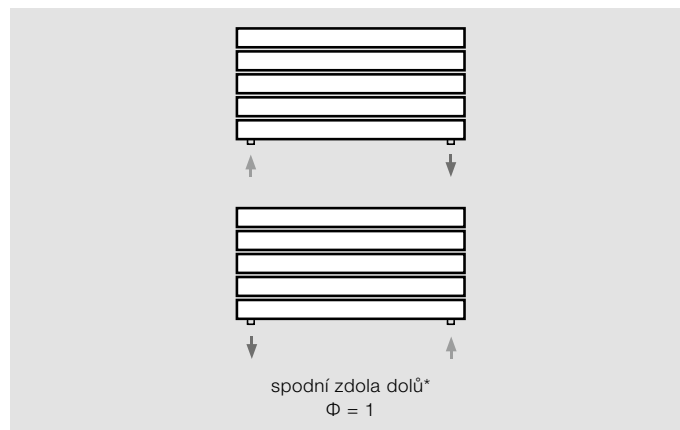 spodní zdola dolů*
Φ = 1